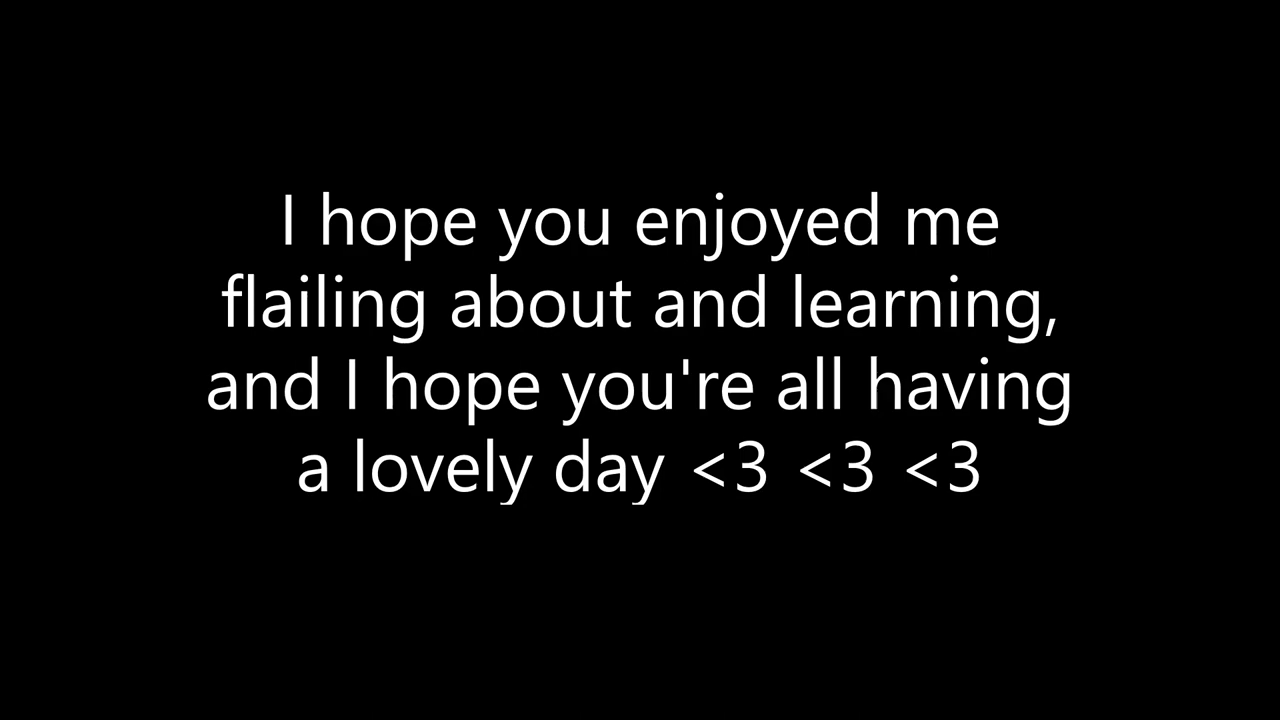 I hope you enjoyed me
flailing about and learning,
and I hope you're all having
a lovely day <3 <3 <3